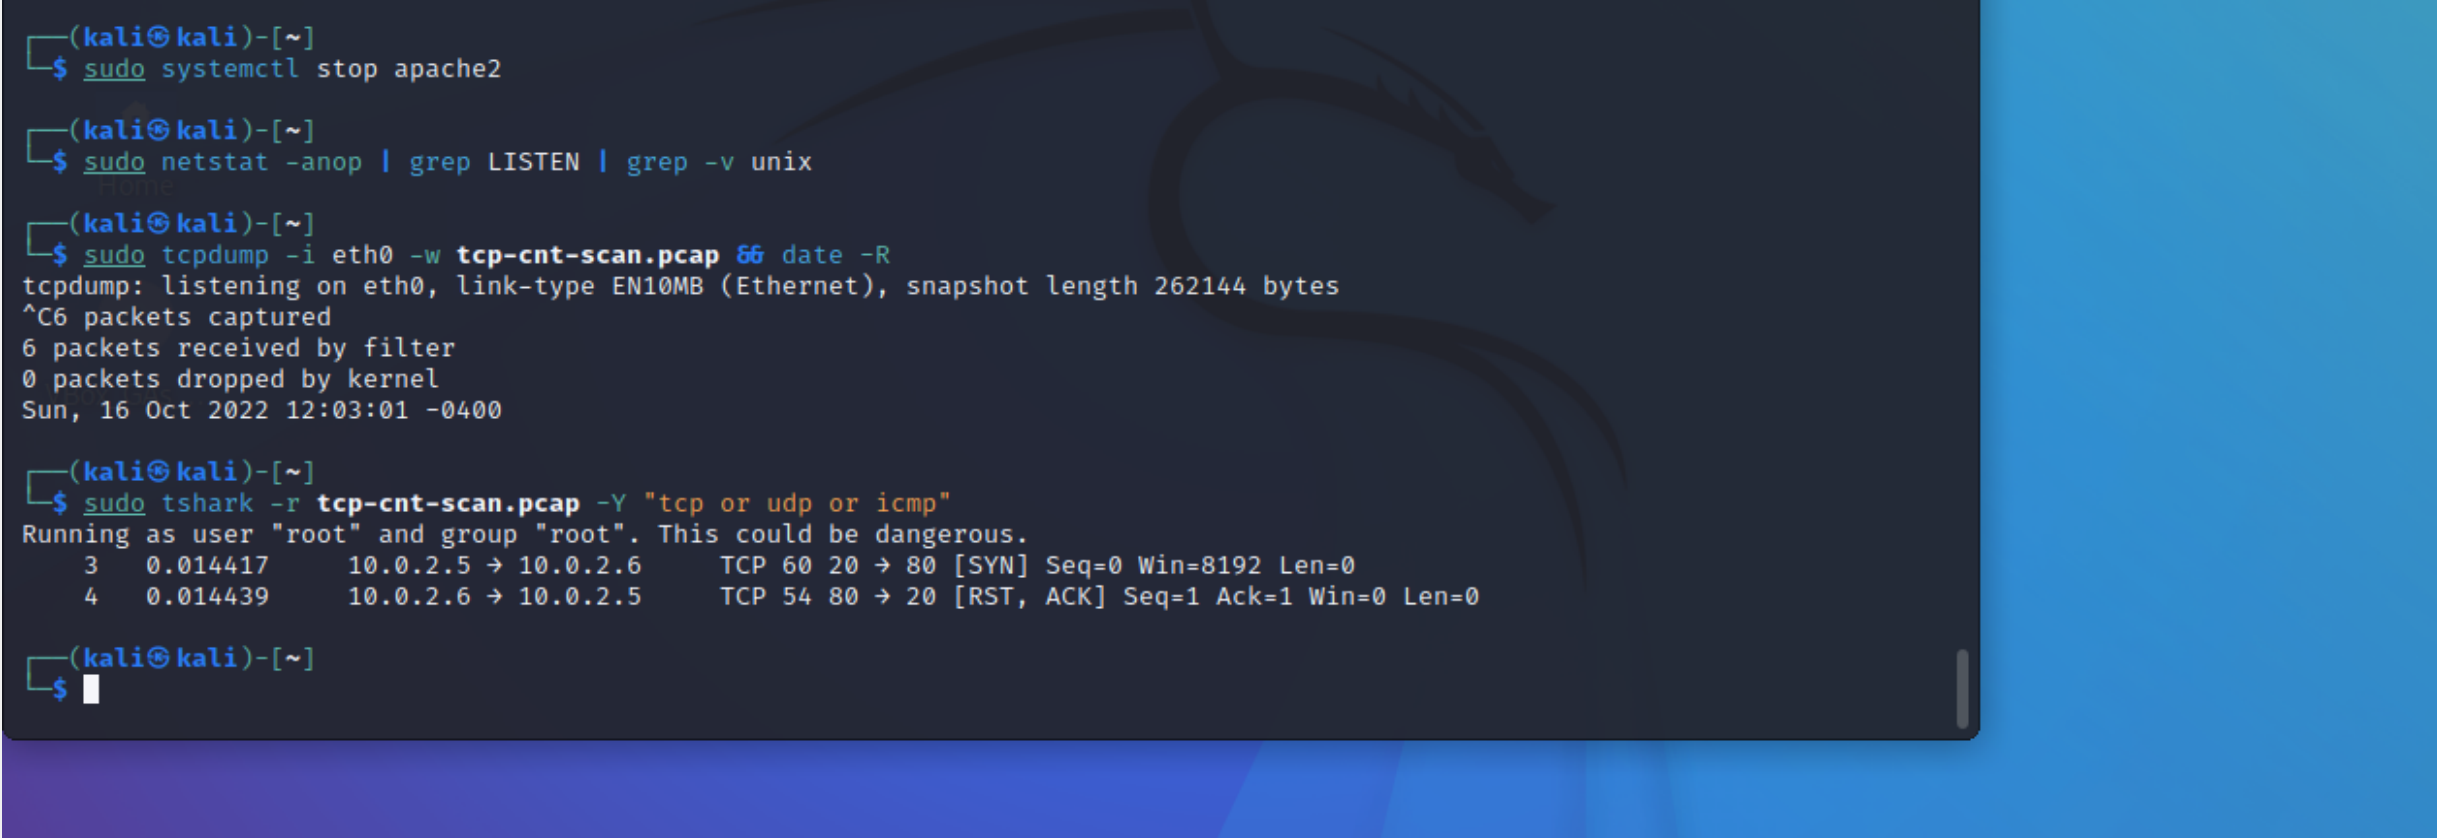 ┌──(kali㉿kali)-[~]
└─$ sudo systemctl stop apache2
┌──(kali㉿kali)-[~]
└─$ sudo netstat -anop | grep LISTEN | grep -v unix
Home
┌──(kali㉿kali)-[~]
└─$ sudo tcpdump -i eth0 -w tcp-cnt-scan.pcap && date -R
tcpdump: listening on eth0, link-type EN10MB (Ethernet), snapshot length 262144 bytes
^C6 packets captured
6 packets received by filter
0 packets dropped by kernel
Sun, 16 Oct 2022 12:03:01 -0400
┌──(kali㉿kali)-[~]
└─$ sudo tshark -r tcp-cnt-scan.pcap -Y "tcp or udp or icmp"
Running as user "root" and group "root". This could be dangerous.
    3   0.014417     10.0.2.5 → 10.0.2.6     TCP 60 20 → 80 [SYN] Seq=0 Win=8192 Len=0
    4   0.014439     10.0.2.6 → 10.0.2.5     TCP 54 80 → 20 [RST, ACK] Seq=1 Ack=1 Win=0 Len=0
┌──(kali㉿kali)-[~]
└─$